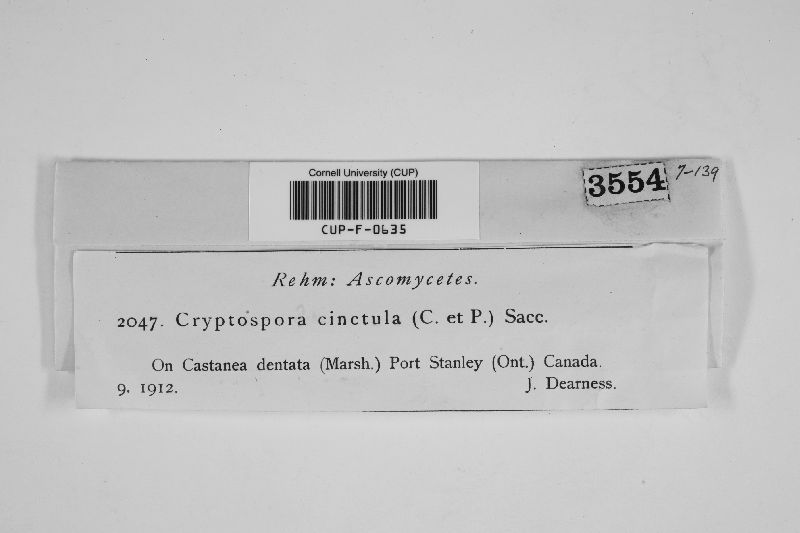 Cornell University (CUP)
CUP-F-0635
3554
7-139
Rehm: Ascomycetes.
2047. Cryptospora cinctula (C. et P.) Sacc.
On Castanea dentata (Marsh.) Port Stanley (Ont.) Canada.
9. 1912. J. Dearness.